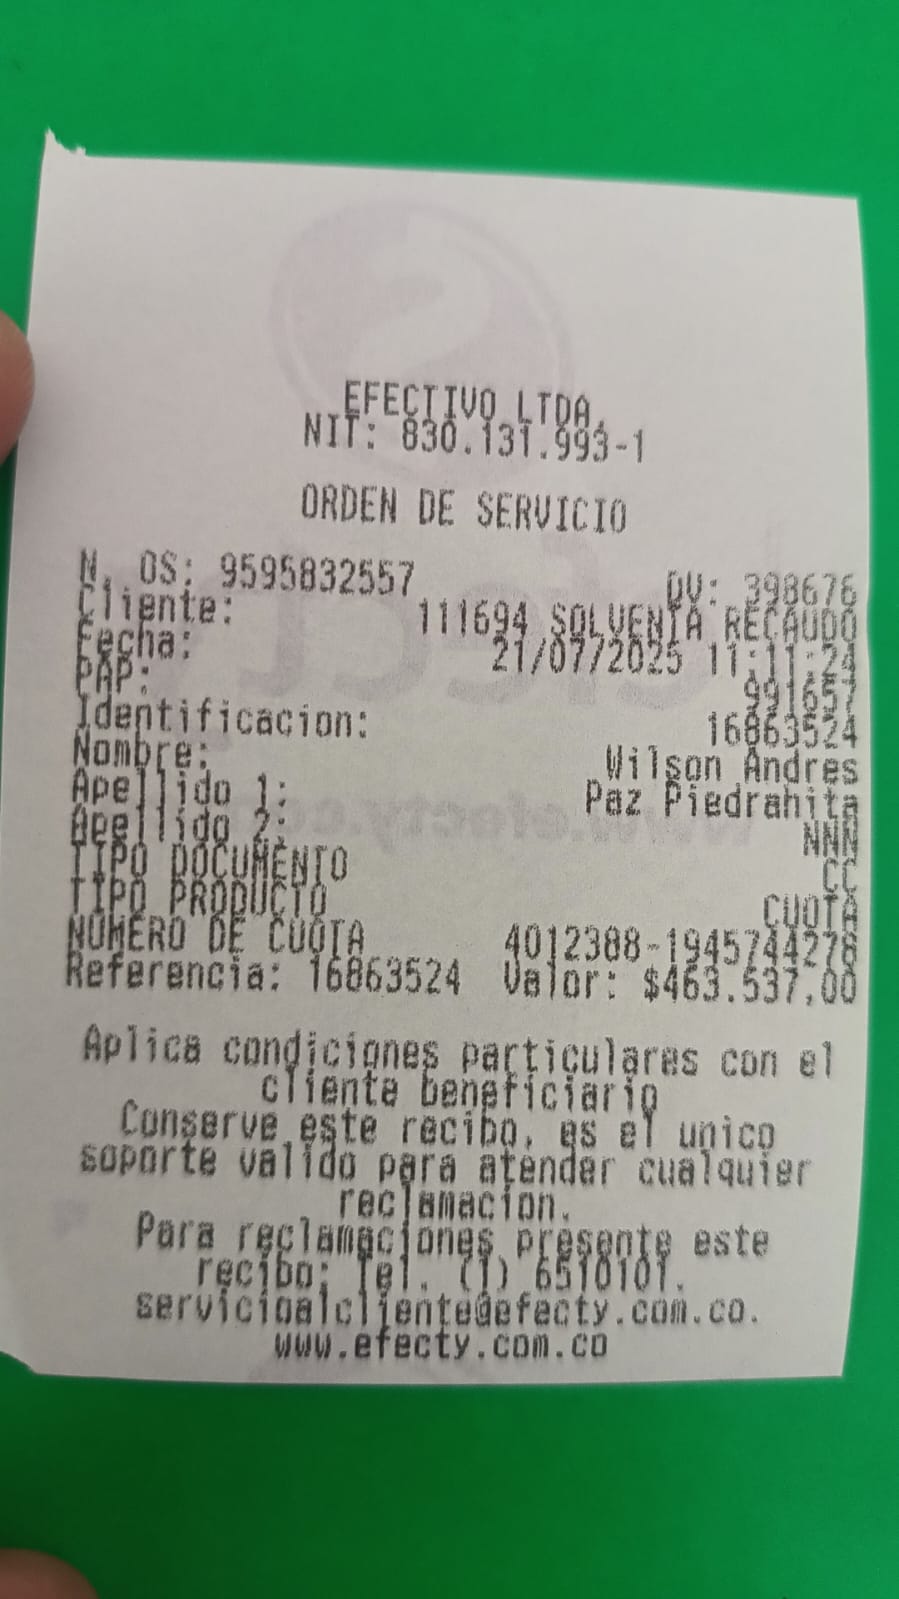 EFECTIVO LTDA.
NIT: 830.131.993-1
ORDEN DE SERVICIO
N. OS: 9595832557 DV: 398676
Cliente: 111694 SOLVENTA RECAUDO
Fecha: 21/07/2025 11:11:24
PAP: 991657
Identificacion: 16863524
Nombre: Wilson Andres
Apellido 1: Paz Piedrahita
Apellido 2: NNN
TIPO DOCUMENTO CC
TIPO PRODUCTO CUOTA
NUMERO DE CUOTA 4012388-1945744278
Referencia: 16863524 Valor: $463.537,00
Aplica condiciones particulares con el
cliente beneficiario
Conserve este recibo, es el unico
soporte valido para atender cualquier
reclamacion.
Para reclamaciones presente este
recibo: Tel. (1) 6510101.
servicioalcliente@efecty.com.co.
www.efecty.com.co